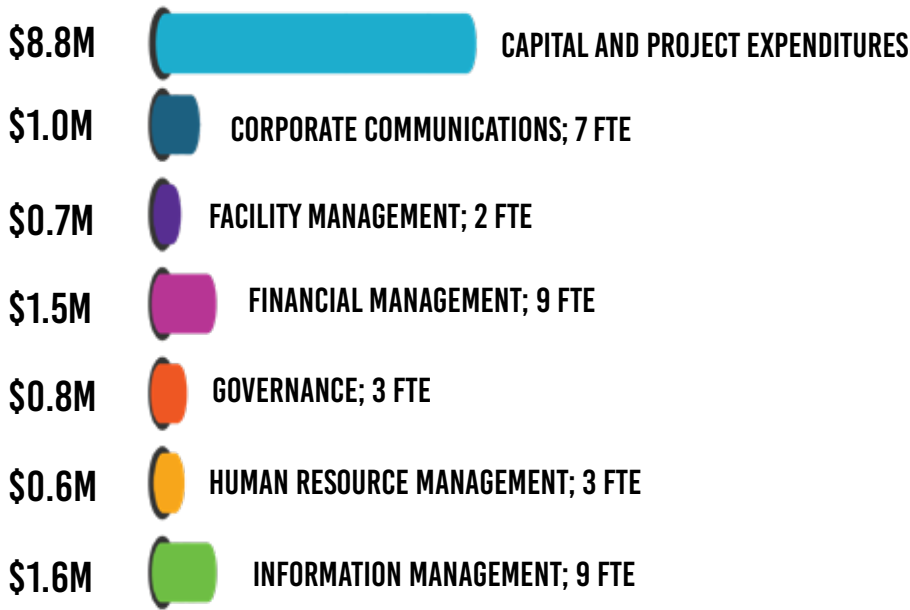 $8.8M CAPITAL AND PROJECT EXPENDITURES
$1.0M CORPORATE COMMUNICATIONS; 7 FTE
$0.7M FACILITY MANAGEMENT; 2 FTE
$1.5M FINANCIAL MANAGEMENT; 9 FTE
$0.8M GOVERNANCE; 3 FTE
$0.6M HUMAN RESOURCE MANAGEMENT; 3 FTE
$1.6M INFORMATION MANAGEMENT; 9 FTE